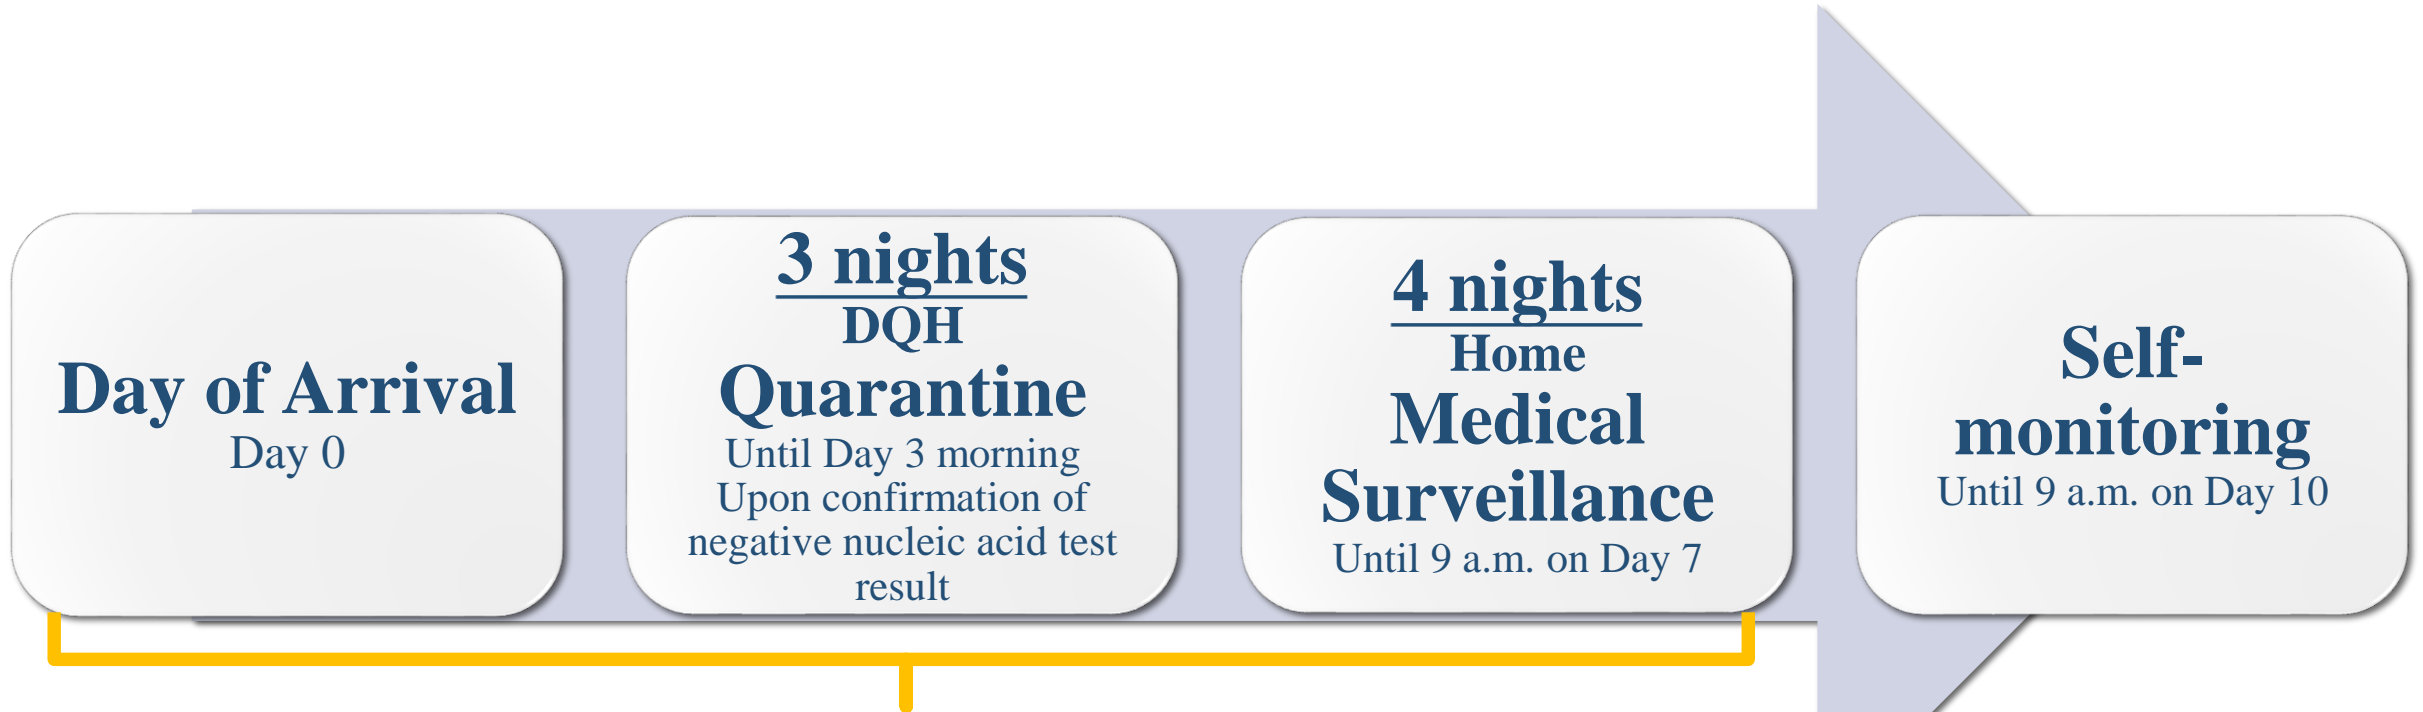 Day of Arrival
Day 0
3 nights
DQH
Quarantine
Until Day 3 morning
Upon confirmation of
negative nucleic acid test
result
4 nights
Home
Medical
Surveillance
Until 9 a.m. on Day 7
Self-
monitoring
Until 9 a.m. on Day 10